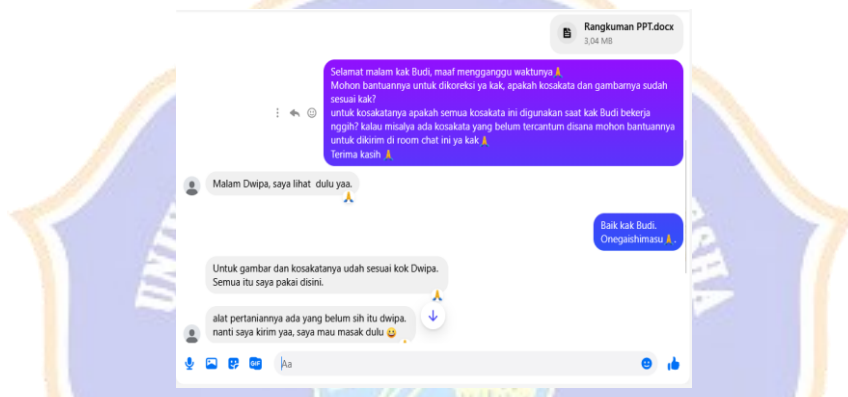 Rangkuman PPT.docx
3,04 MB
Selamat malam kak Budi, maaf mengganggu waktunya🙏
Mohon bantuannya untuk dikoreksi ya kak, apakah kosakata dan gambarnya sudah
sesuai kak?
untuk kosakatanya apakah semua kosakata ini digunakan saat kak Budi bekerja
nggih? kalau misalya ada kosakata yang belum tercantum disana mohon bantuannya
untuk dikirim di room chat ini ya kak🙏
Terima kasih 🙏
Malam Dwipa, saya lihat dulu yaa.
Baik kak Budi.
Onegaishimasu🙏.
Untuk gambar dan kosakatanya udah sesuai kok Dwipa.
Semua itu saya pakai disini.
alat pertaniannya ada yang belum sih itu dwipa.
nanti saya kirim yaa, saya mau masak dulu 😀
GIF
Aa